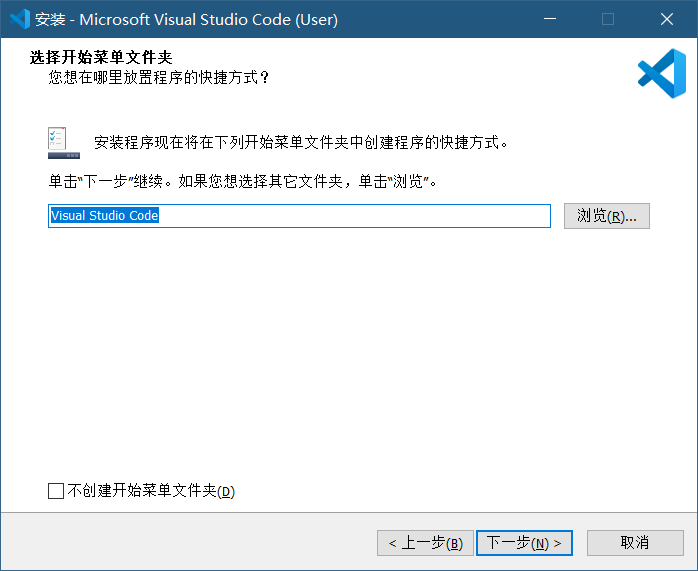 安装 - Microsoft Visual Studio Code (User)
选择开始菜单文件夹
您想在哪里放置程序的快捷方式？
安装程序现在将在下列开始菜单文件夹中创建程序的快捷方式。
单击“下一步”继续。如果您想选择其它文件夹，单击“浏览”。
Visual Studio Code
浏览(R)...
不创建开始菜单文件夹(D)
< 上一步(B)
下一步(N) >
取消